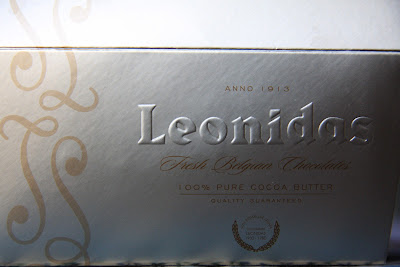 ANNO 1913
Leonidas
Fresh Belgian Chocolates
100% PURE COCOA BUTTER
QUALITY GUARANTEED